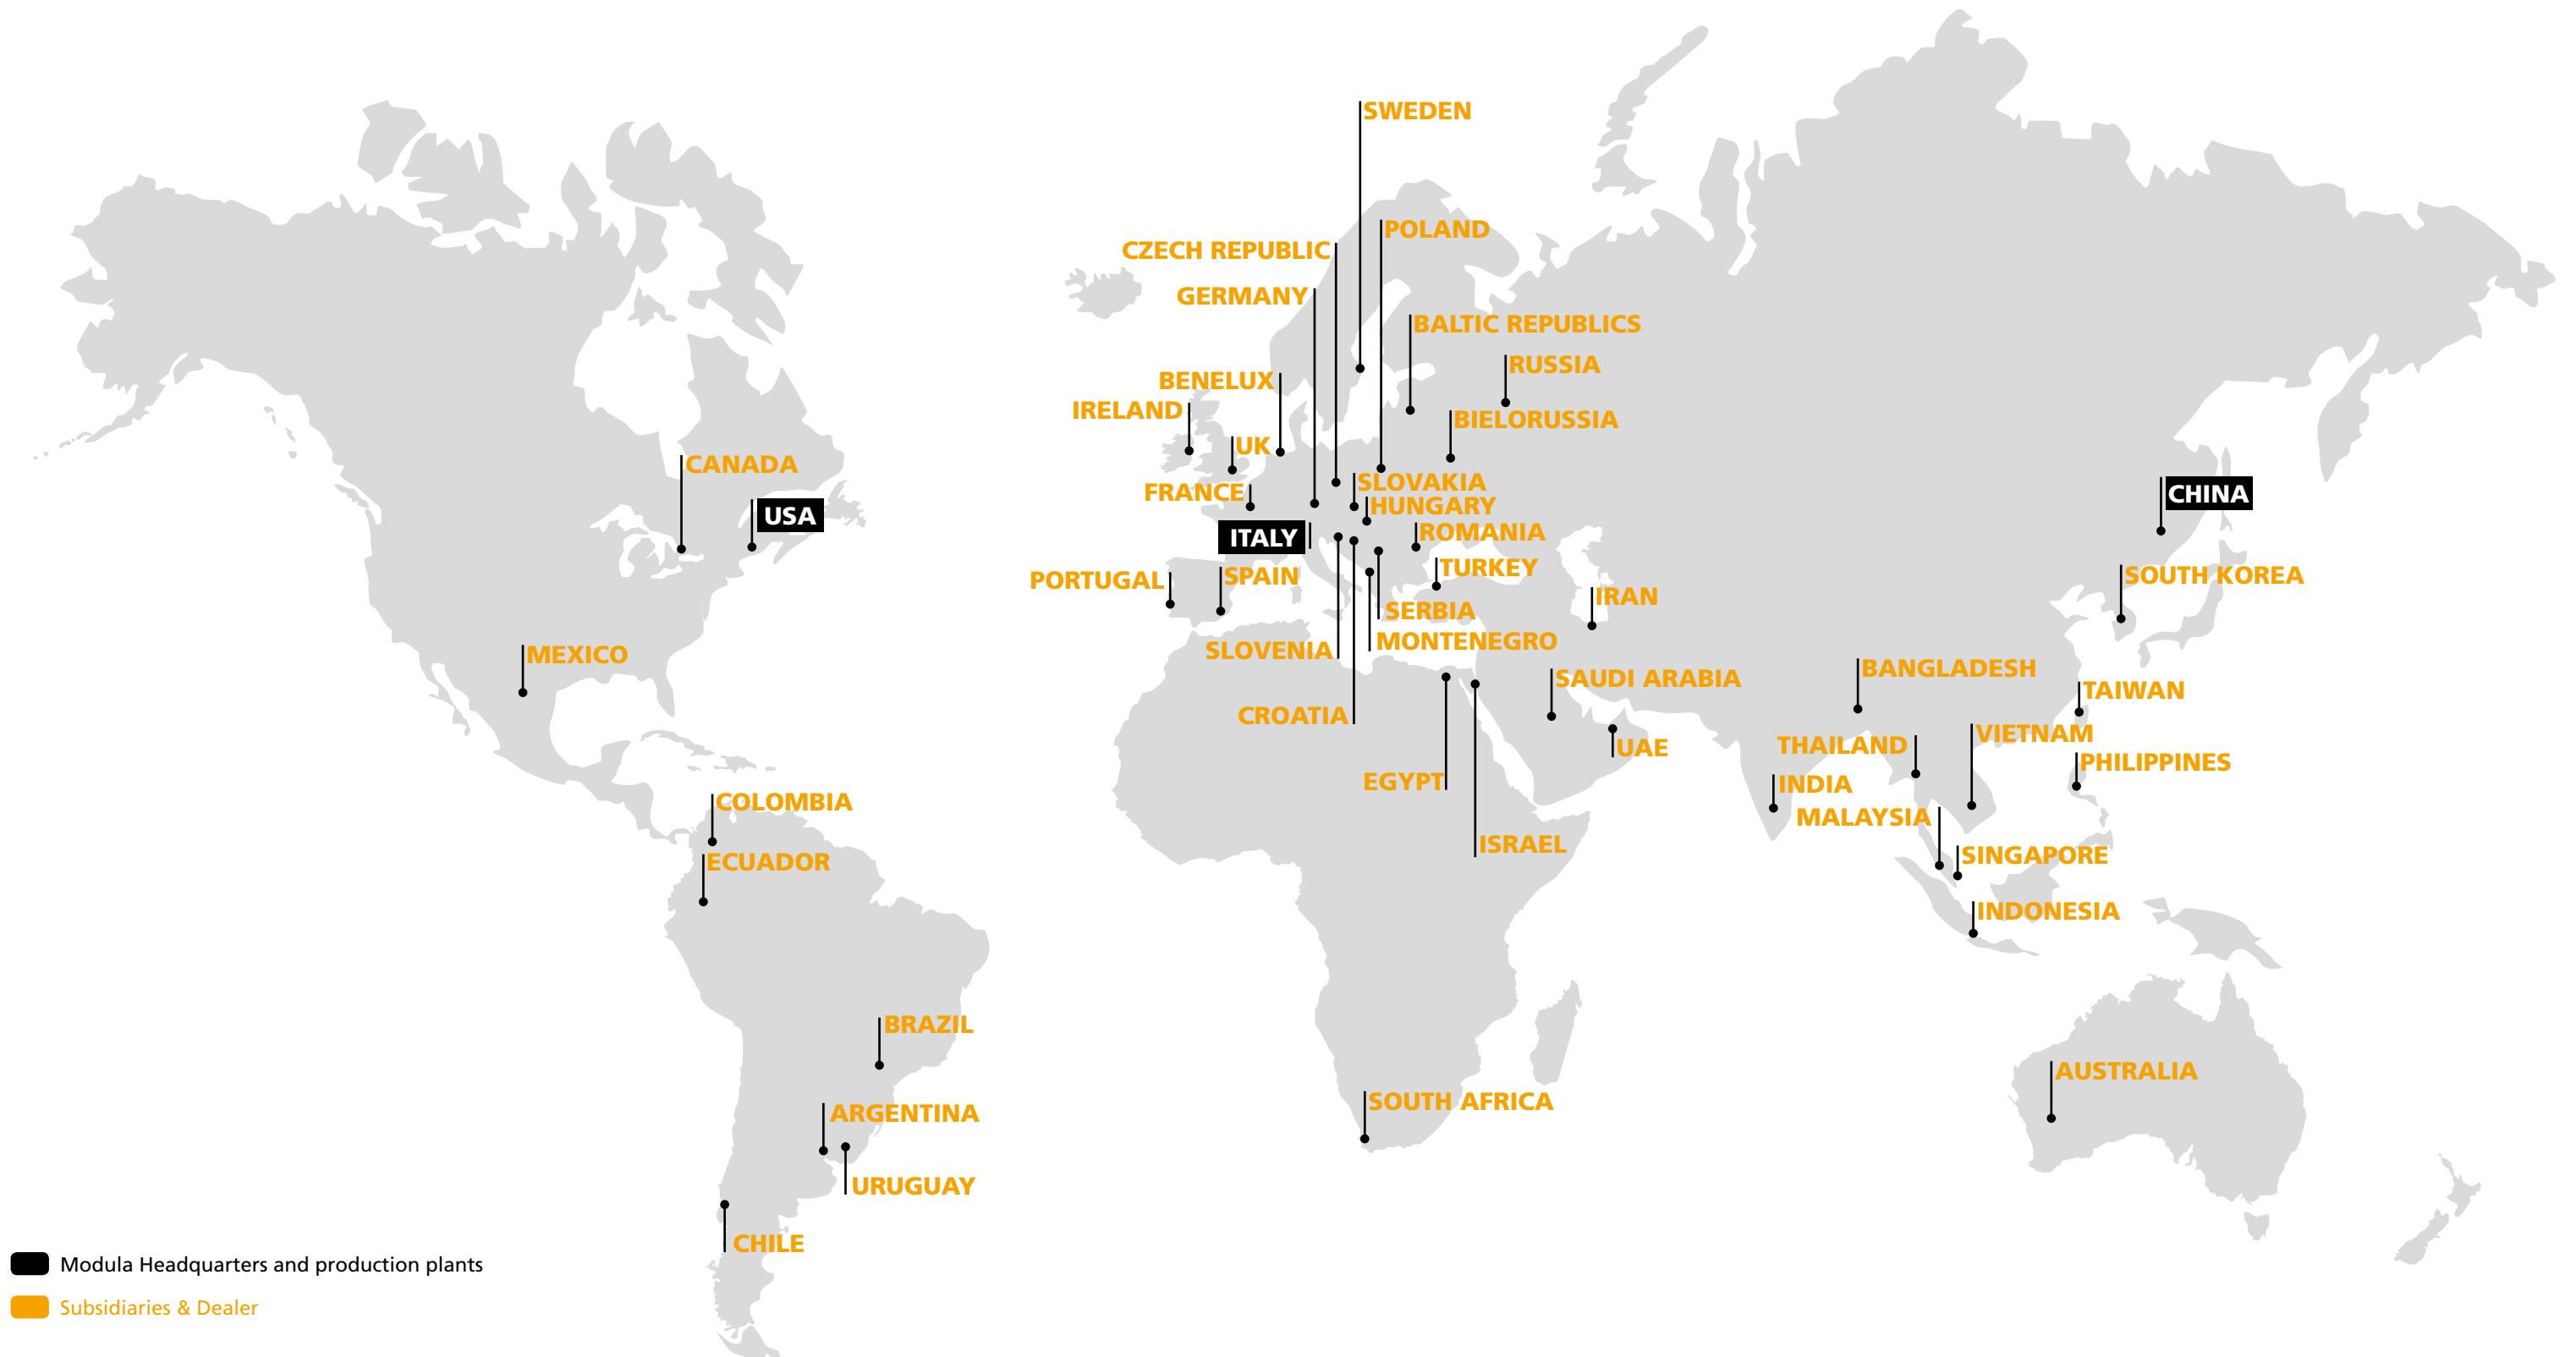 SWEDEN
POLAND
CZECH REPUBLIC
GERMANY
BALTIC REPUBLICS
RUSSIA
BENELUX
IRELAND
BIELORUSSIA
UK
CANADA
SLOVAKIA
FRANCE
CHINA
HUNGARY
USA
ROMANIA
ITALY
TURKEY
SOUTH KOREA
SPAIN
PORTUGAL
IRAN
SERBIA
MONTENEGRO
SLOVENIA
MEXICO
BANGLADESH
SAUDI ARABIA
TAIWAN
CROATIA
VIETNAM
THAILAND
UAE
PHILIPPINES
EGYPT
INDIA
COLOMBIA
MALAYSIA
ISRAEL
SINGAPORE
ECUADOR
INDONESIA
BRAZIL
AUSTRALIA
SOUTH AFRICA
ARGENTINA
URUGUAY
CHILE
Modula Headquarters and production plants
Subsidiaries & Dealer